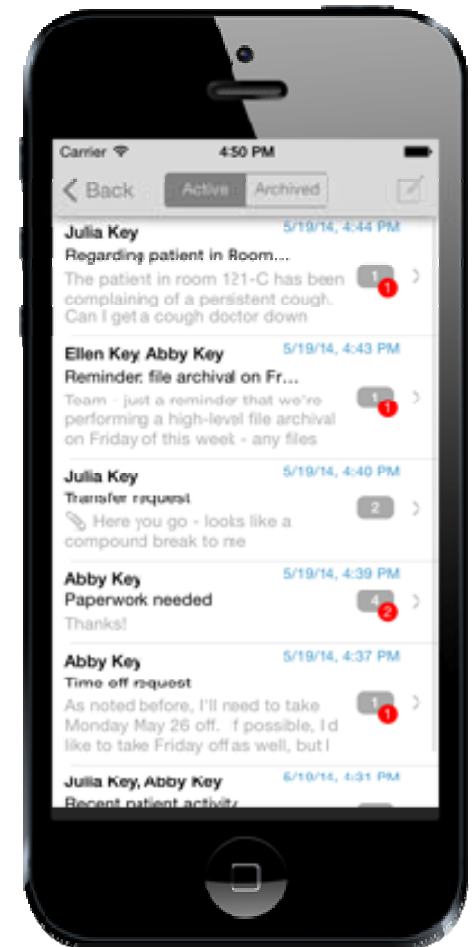 Carrier 4:50 PM
Back Active Archived
Julia Key 5/19/14, 4:44 PM
Regarding patient in Room...
The patient in room 121-C has been 1
complaining of a persistent cough. 1
Can I get a cough doctor down
Ellen Key, Abby Key 5/19/14, 4:43 PM
Reminder: file archival on Fr...
Team - just a reminder that we're 1
performing a high-level file archival 1
on Friday of this week - any files
Julia Key 5/19/14, 4:40 PM
Transfer request
Here you go - looks like a 2
compound break to me
Abby Key 5/19/14, 4:39 PM
Paperwork needed 4
Thanks! 2
Abby Key 5/19/14, 4:37 PM
Time off request
As noted before, I'll need to take 1
Monday May 26 off. If possible, I'd 1
like to take Friday off as well, but I
Julia Key, Abby Key 5/19/14, 4:31 PM
Recent patient activity